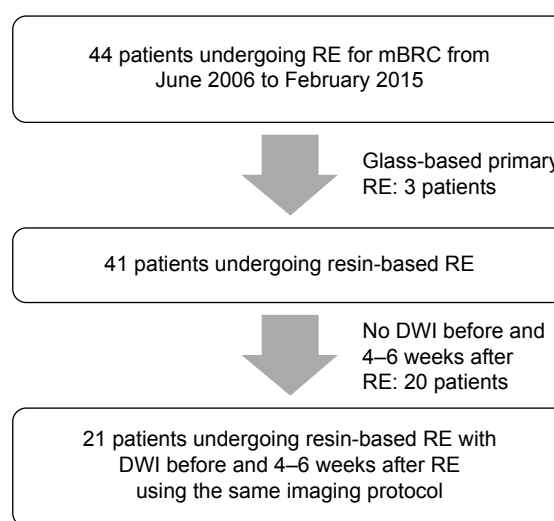 44 patients undergoing RE for mBRC from
June 2006 to February 2015
Glass-based primary
RE: 3 patients
41 patients undergoing resin-based RE
No DWI before and
4–6 weeks after
RE: 20 patients
21 patients undergoing resin-based RE with
DWI before and 4–6 weeks after RE
using the same imaging protocol